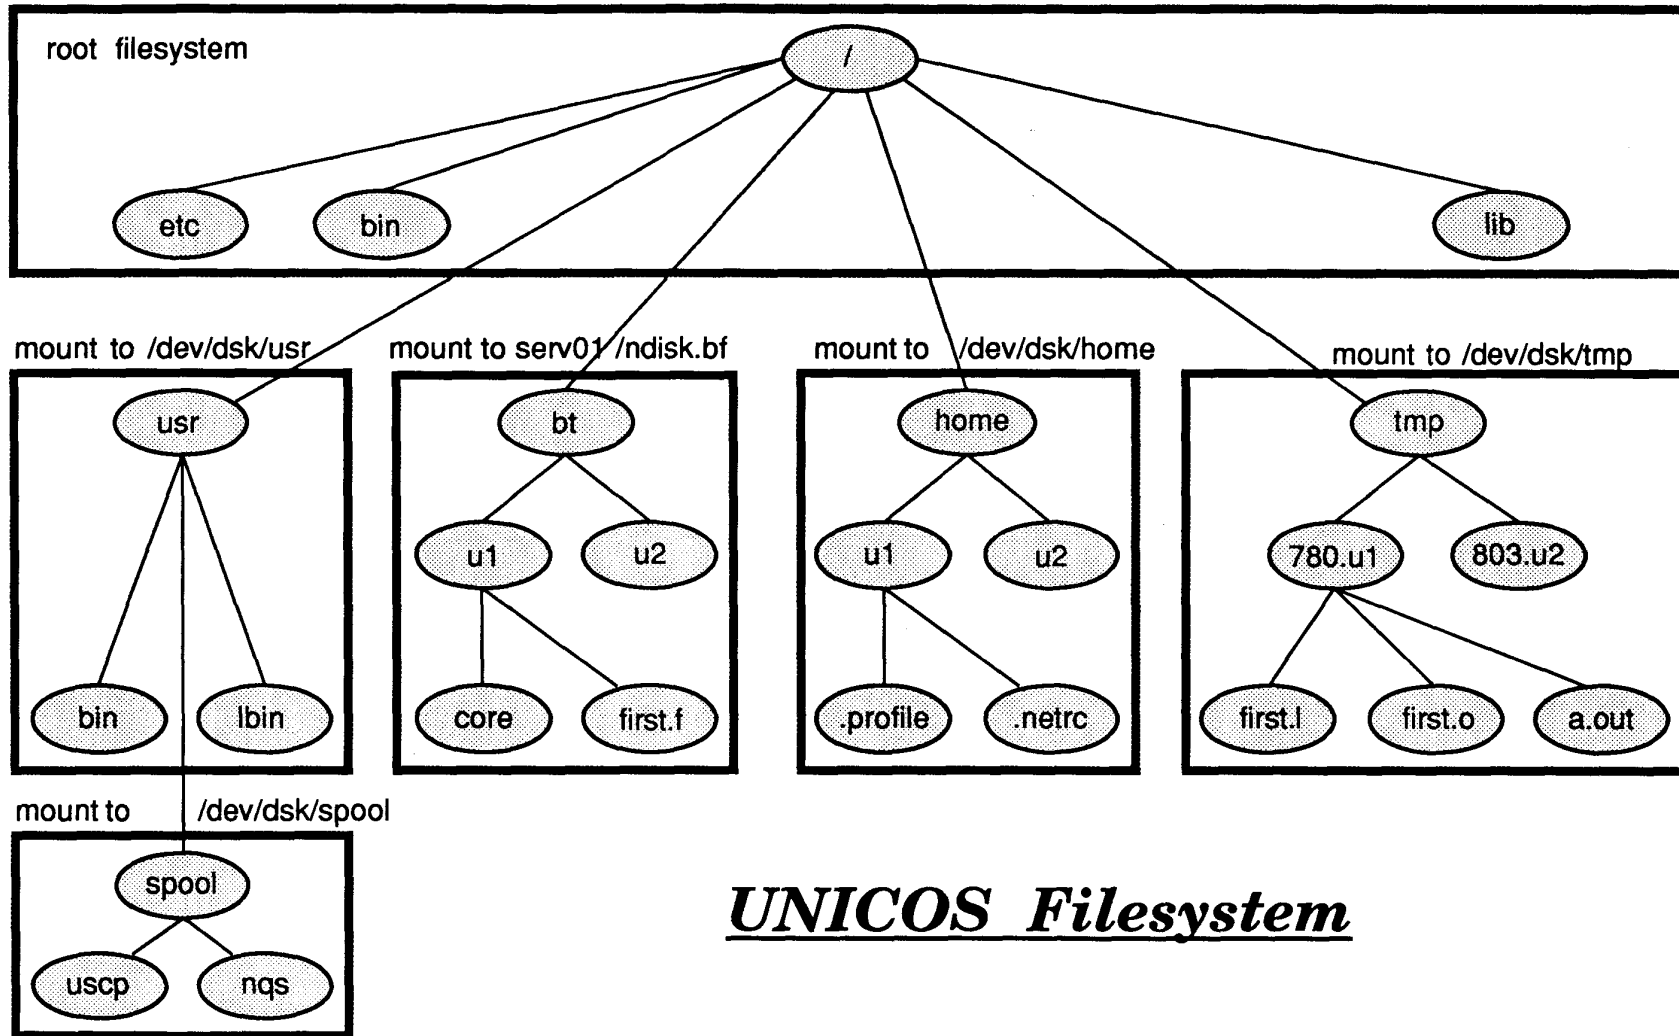 root filesystem
/
etc
bin
lib
mount to /dev/dsk/usr
mount to serv01 /ndisk.bf
mount to /dev/dsk/home
mount to /dev/dsk/tmp
usr
bt
home
tmp
u1
u2
u1
u2
780.u1
803.u2
bin
lbin
core
first.f
.profile
.netrc
first.l
first.o
a.out
mount to /dev/dsk/spool
spool
uscp
nqs
UNICOS Filesystem